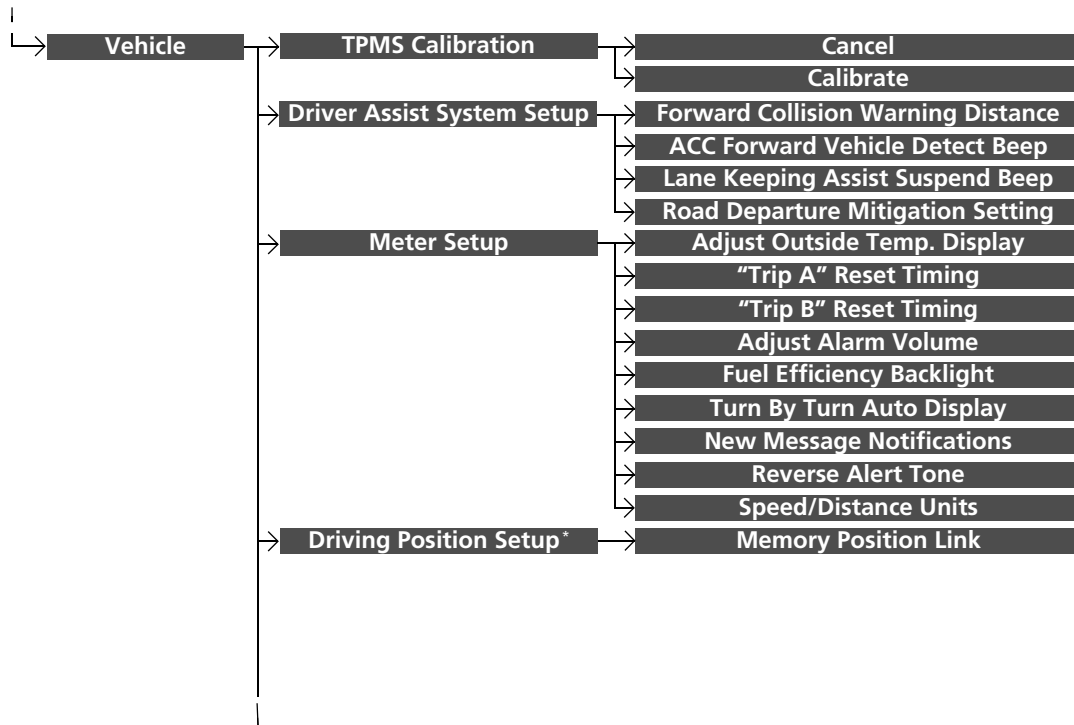 Vehicle
TPMS Calibration
Cancel
Calibrate
Driver Assist System Setup
Forward Collision Warning Distance
ACC Forward Vehicle Detect Beep
Lane Keeping Assist Suspend Beep
Road Departure Mitigation Setting
Meter Setup
Adjust Outside Temp. Display
“Trip A” Reset Timing
“Trip B” Reset Timing
Adjust Alarm Volume
Fuel Efficiency Backlight
Turn By Turn Auto Display
New Message Notifications
Reverse Alert Tone
Speed/Distance Units
Driving Position Setup*
Memory Position Link